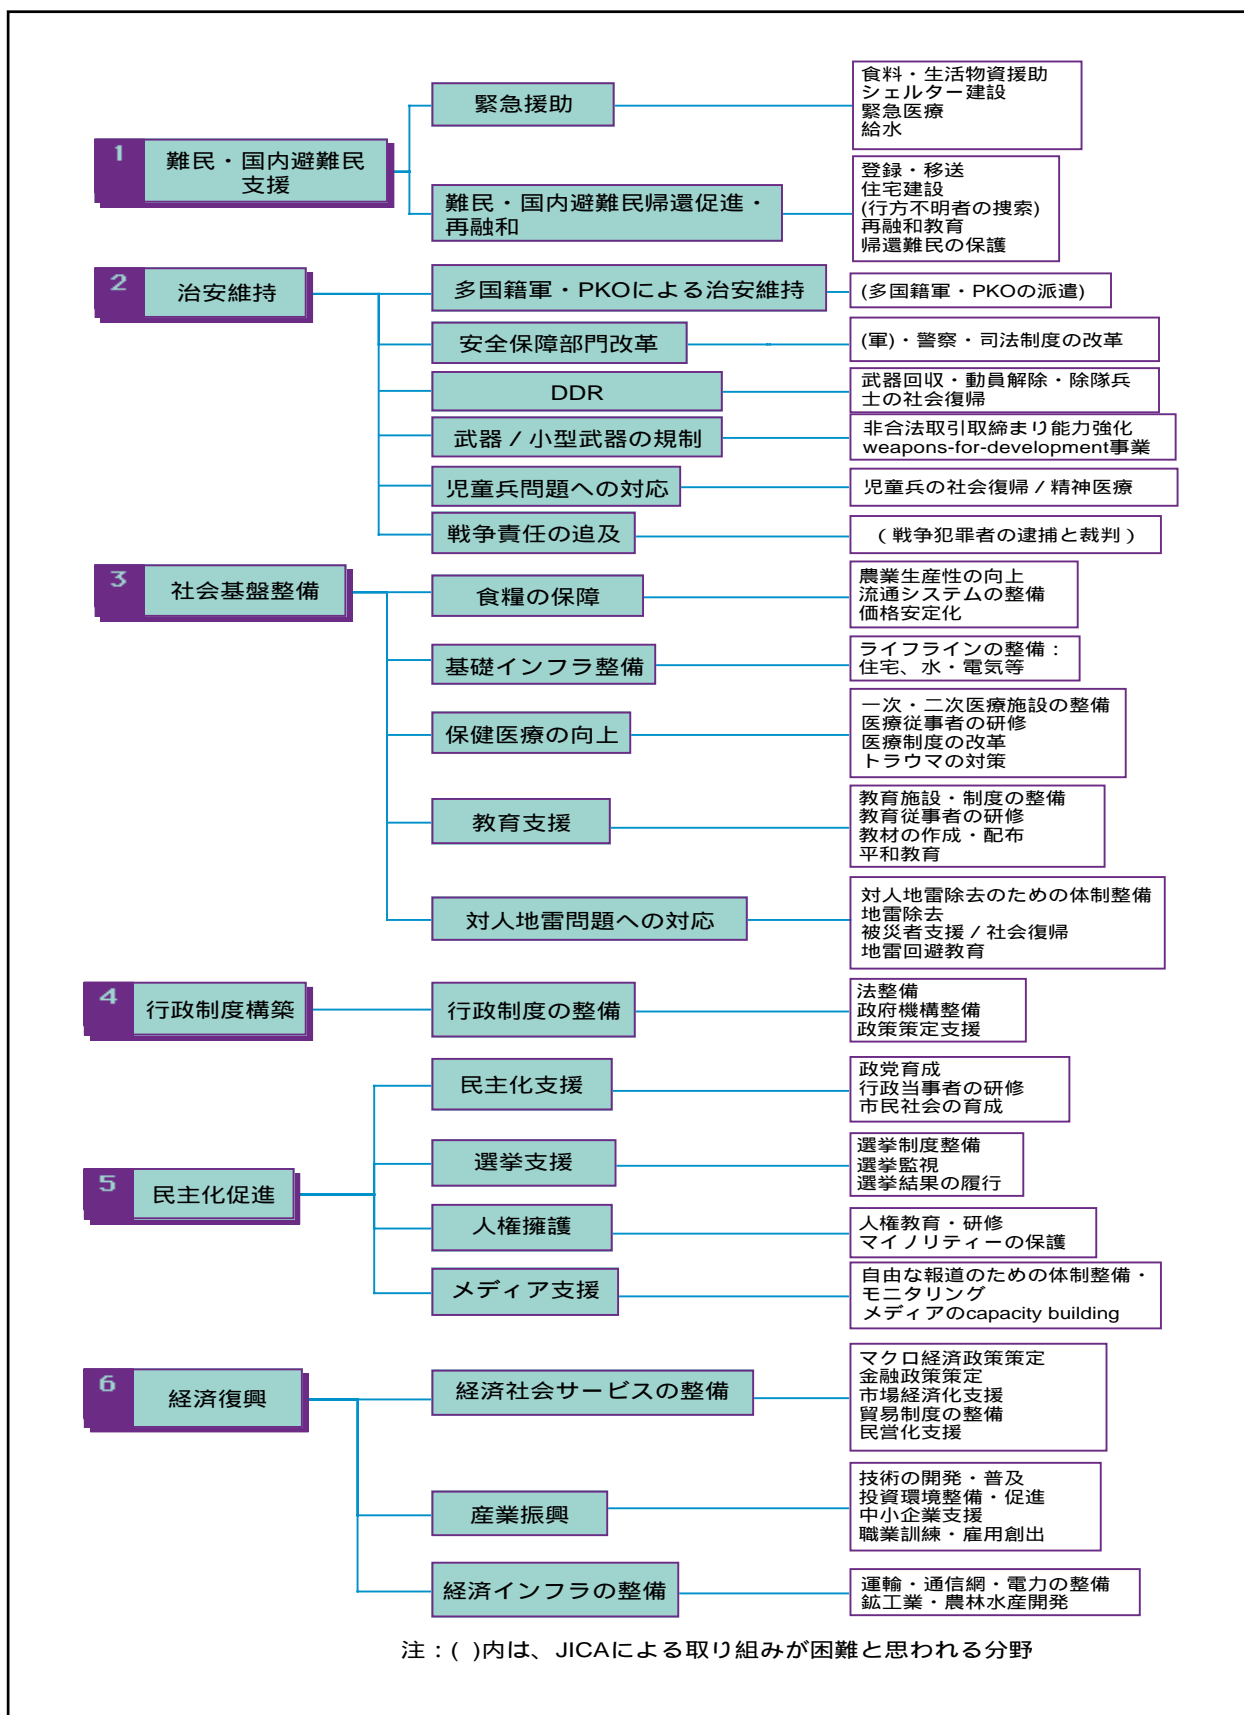 1
難民・国内避難民
支援
緊急援助
食料・生活物資援助
シェルター建設
緊急医療
給水
難民・国内避難民帰還促進・
再融和
登録・移送
住宅建設
(行方不明者の捜索)
再融和教育
帰還難民の保護
2
治安維持
多国籍軍・PKOによる治安維持
(多国籍軍・PKOの派遣)
安全保障部門改革
(軍)・警察・司法制度の改革
DDR
武器回収・動員解除・除隊兵
士の社会復帰
武器 / 小型武器の規制
非合法取引取締まり能力強化
weapons-for-development事業
児童兵問題への対応
児童兵の社会復帰 / 精神医療
戦争責任の追及
( 戦争犯罪者の逮捕と裁判 )
3
社会基盤整備
食糧の保障
農業生産性の向上
流通システムの整備
価格安定化
基礎インフラ整備
ライフラインの整備：
住宅、水・電気等
保健医療の向上
一次・二次医療施設の整備
医療従事者の研修
医療制度の改革
トラウマの対策
教育支援
教育施設・制度の整備
教育従事者の研修
教材の作成・配布
平和教育
対人地雷問題への対応
対人地雷除去のための体制整備
地雷除去
被災者支援 / 社会復帰
地雷回避教育
4
行政制度構築
行政制度の整備
法整備
政府機構整備
政策策定支援
5
民主化促進
民主化支援
政党育成
行政当事者の研修
市民社会の育成
選挙支援
選挙制度整備
選挙監視
選挙結果の履行
人権擁護
人権教育・研修
マイノリティーの保護
メディア支援
自由な報道のための体制整備・
モニタリング
メディアのcapacity building
6
経済復興
経済社会サービスの整備
マクロ経済政策策定
金融政策策定
市場経済化支援
貿易制度の整備
民営化支援
産業振興
技術の開発・普及
投資環境整備・促進
中小企業支援
職業訓練・雇用創出
経済インフラの整備
運輸・通信網・電力の整備
鉱工業・農林水産開発
注：( )内は、JICAによる取り組みが困難と思われる分野